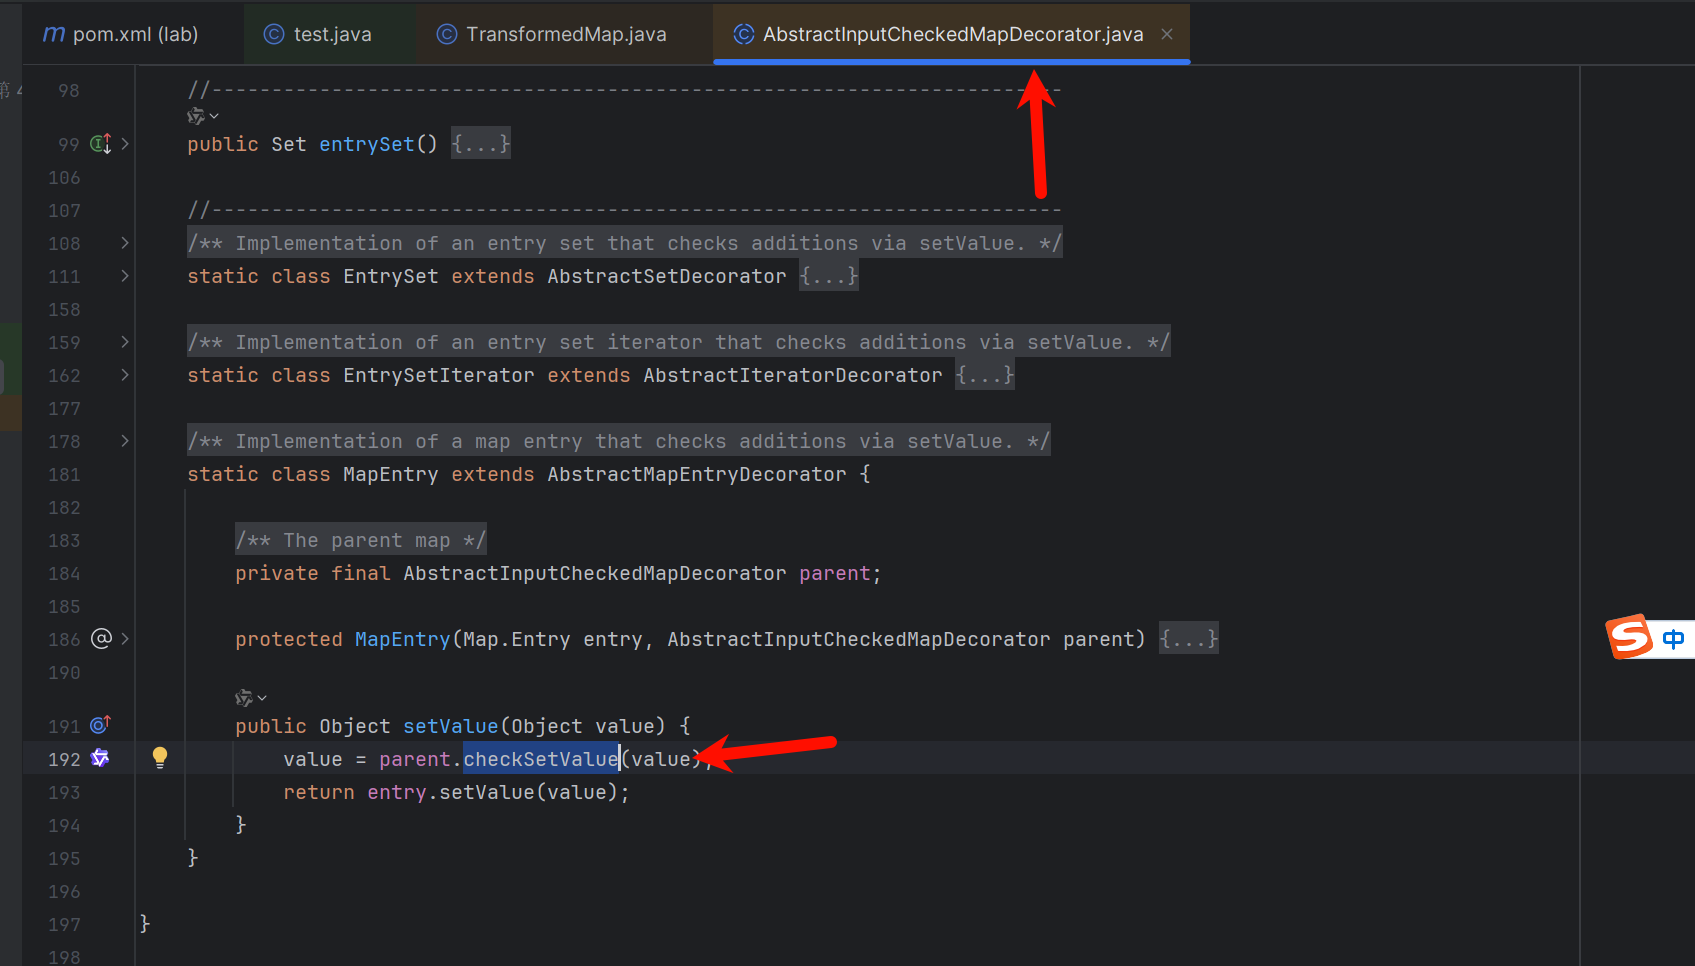 pom.xml (lab)
test.java
TransformedMap.java
AbstractInputCheckedMapDecorator.java
第 4
98 //-----------------------------------------------------------------------
99 public Set entrySet() {...}
106
107 //-----------------------------------------------------------------------
108 /** Implementation of an entry set that checks additions via setValue. */
111 static class EntrySet extends AbstractSetDecorator {...}
158
159 /** Implementation of an entry set iterator that checks additions via setValue. */
162 static class EntrySetIterator extends AbstractIteratorDecorator {...}
177
178 /** Implementation of a map entry that checks additions via setValue. */
181 static class MapEntry extends AbstractMapEntryDecorator {
182
183 /** The parent map */
184 private final AbstractInputCheckedMapDecorator parent;
185
186 protected MapEntry(Map.Entry entry, AbstractInputCheckedMapDecorator parent) {...}
190
191 public Object setValue(Object value) {
192 value = parent.checkSetValue(value);
193 return entry.setValue(value);
194 }
195 }
196
197 }
198
中